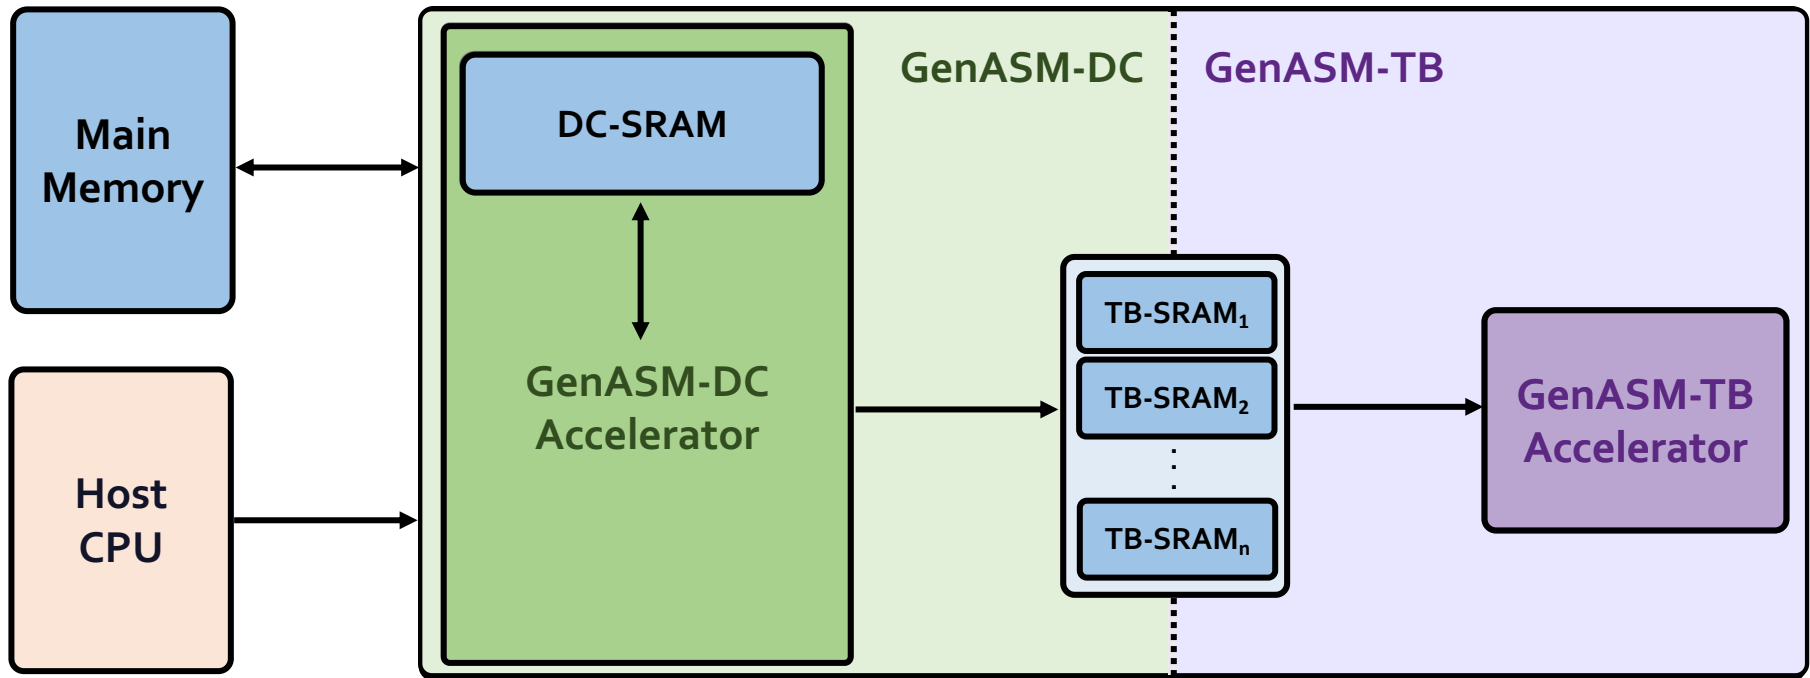 Main
Memory
Host
CPU
DC-SRAM
GenASM-DC
Accelerator
GenASM-DC
GenASM-TB
TB-SRAM₁
TB-SRAM₂
⋮
TB-SRAMₙ
GenASM-TB
Accelerator